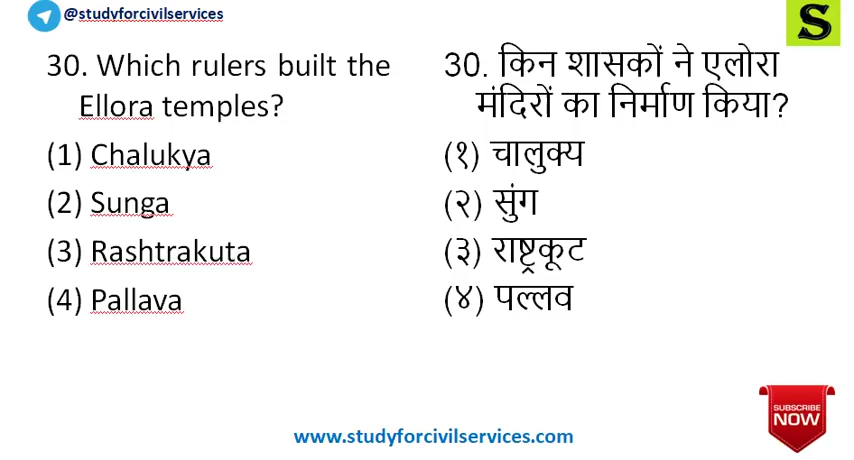 @studyforcivilservices
S
30. Which rulers built the
Ellora temples?
(1) Chalukya
(2) Sunga
(3) Rashtrakuta
(4) Pallava
30. किन शासकों ने एलोरा
मंदिरों का निर्माण किया?
(१) चालुक्य
(२) सुंग
(३) राष्ट्रकूट
(४) पल्लव
SUBSCRIBE
NOW
www.studyforcivilservices.com